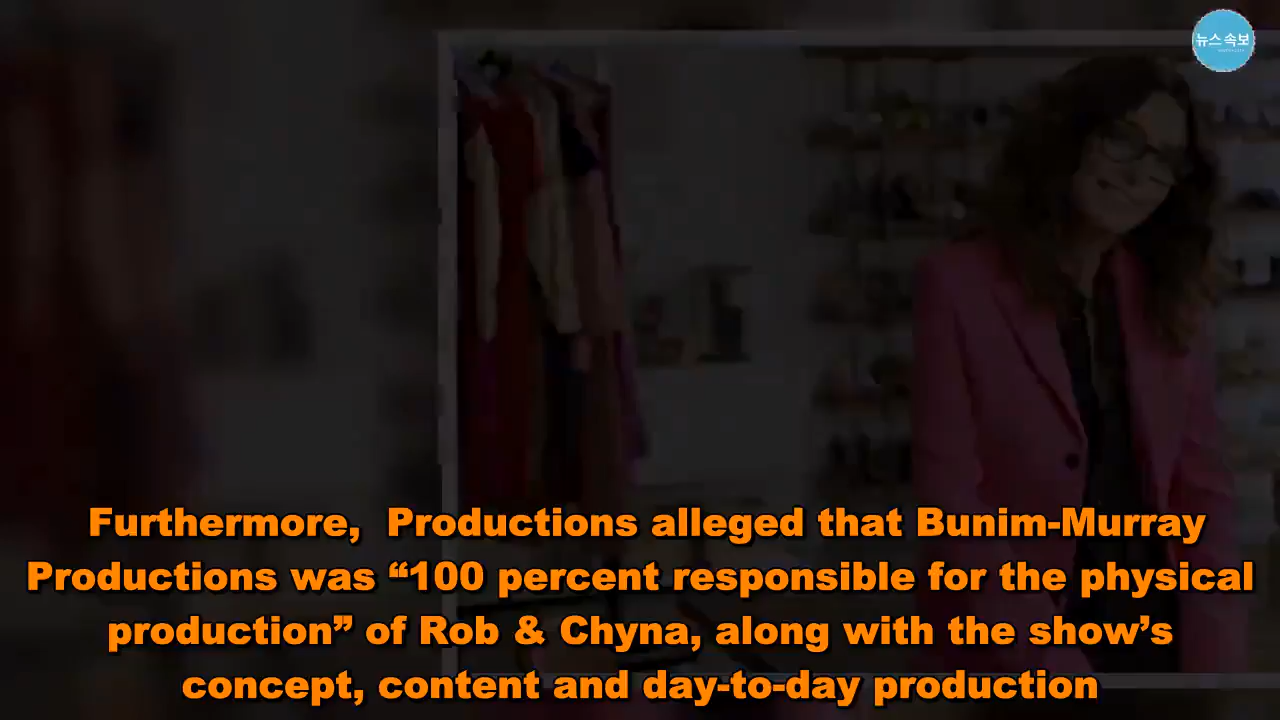 뉴스 속보
Furthermore,  Productions alleged that Bunim-Murray
Productions was “100 percent responsible for the physical
production” of Rob & Chyna, along with the show’s
concept, content and day-to-day production